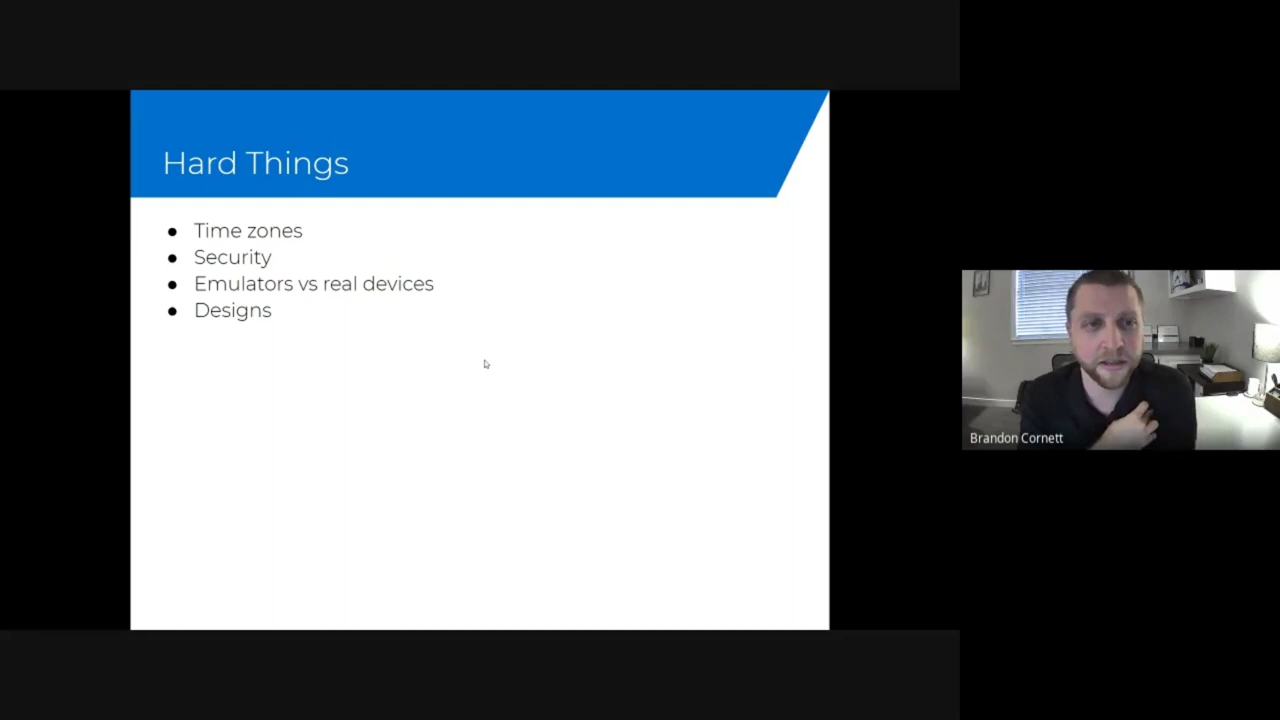 Hard Things
● Time zones
● Security
● Emulators vs real devices
● Designs
Brandon Cornett